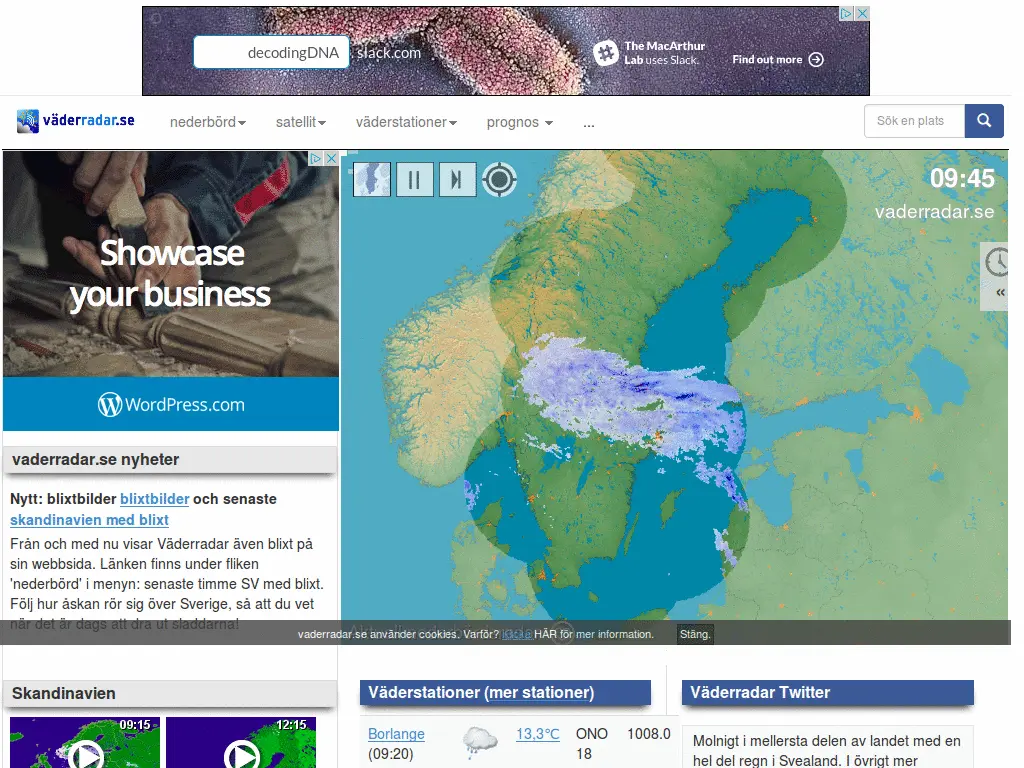 decodingDNA . slack.com
The MacArthur
Lab uses Slack.
Find out more
väderradar.se
nederbörd
satellit
väderstationer
prognos
...
Sök en plats
Showcase
your business
WordPress.com
09:45
vaderradar.se
«
vaderradar.se nyheter
Nytt: blixtbilder blixtbilder och senaste
skandinavien med blixt
Från och med nu visar Väderradar även blixt på
sin webbsida. Länken finns under fliken
'nederbörd' i menyn: senaste timme SV med blixt.
Följ hur åskan rör sig över Sverige, så att du vet
när det är dags att dra ut sladdarna!
vaderradar.se använder cookies. Varför? klicka HÄR för mer information.
Stäng.
Skandinavien
09:15
12:15
Väderstationer (mer stationer)
Borlange
(09:20)
13,3°C
ONO
18
1008.0
Väderradar Twitter
Molnigt i mellersta delen av landet med en
hel del regn i Svealand. I övrigt mer